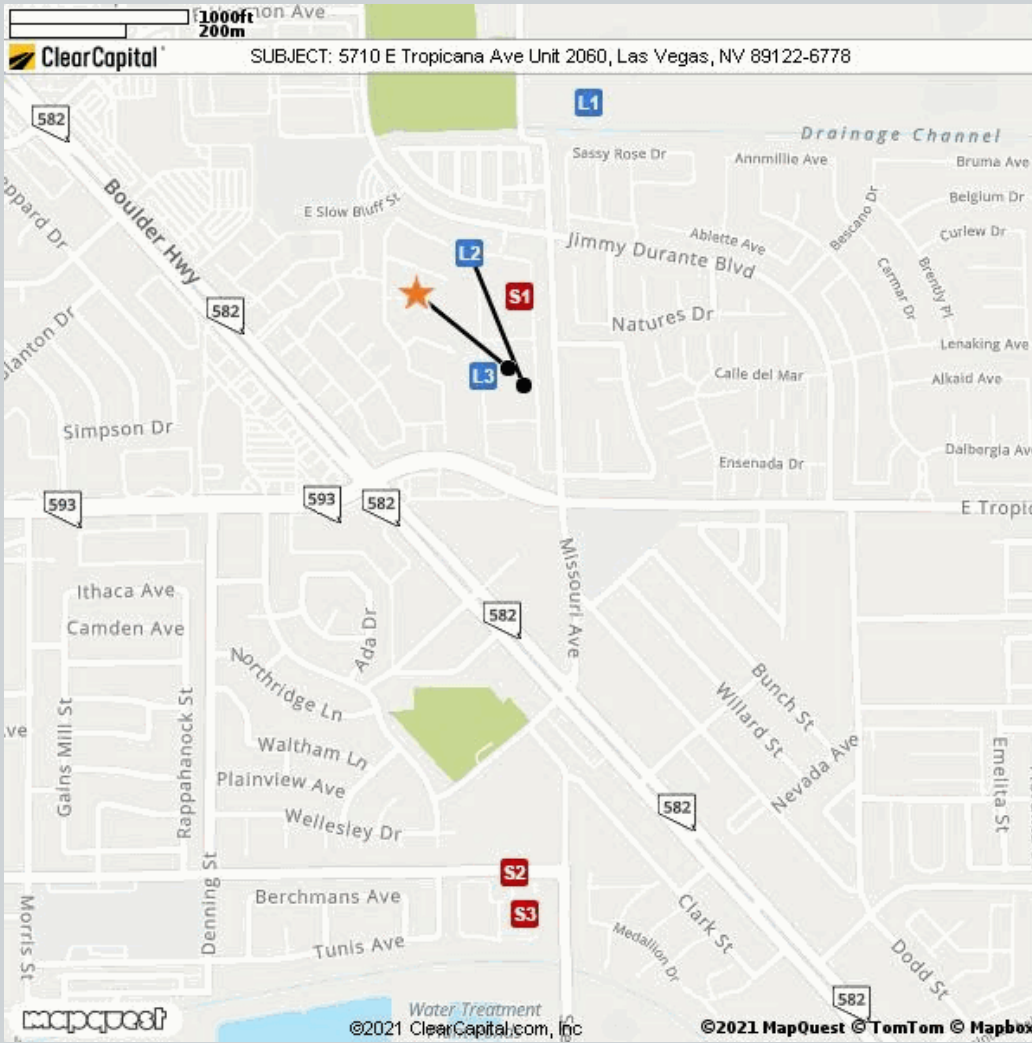 1000ft
200m
ClearCapital
SUBJECT: 5710 E Tropicana Ave Unit 2060, Las Vegas, NV 89122-6778
582
L1
Drainage Channel
Sassy Rose Dr
Annmillie Ave
Bruma Ave
Boulder Hwy
Belgium Dr
E Slow Bluff St
Bescano Dr
Curlew Dr
Ablette Ave
Jimmy Durante Blvd
L2
Carmar Dr
Brently Pl
S1
582
Natures Dr
Lenaking Ave
L3
Calle del Mar
Alkaid Ave
Simpson Dr
Dalbergia Av
Ensenada Dr
593
593
582
E Tropic
Missouri Ave
Ithaca Ave
582
Camden Ave
Ada Dr
Northridge Ln
Bunch St
Willard St
Gains Mill St
Rappahanock St
Waltham Ln
Nevada Ave
Emelita St
Plainview Ave
582
Wellesley Dr
Denning St
S2
Berchmans Ave
S3
Morris St
Clark St
Tunis Ave
Medallion Dr
Dodd St
582
Water Treatment
mapquest
©2021 ClearCapital.com, Inc
©2021 MapQuest © TomTom © Mapbox